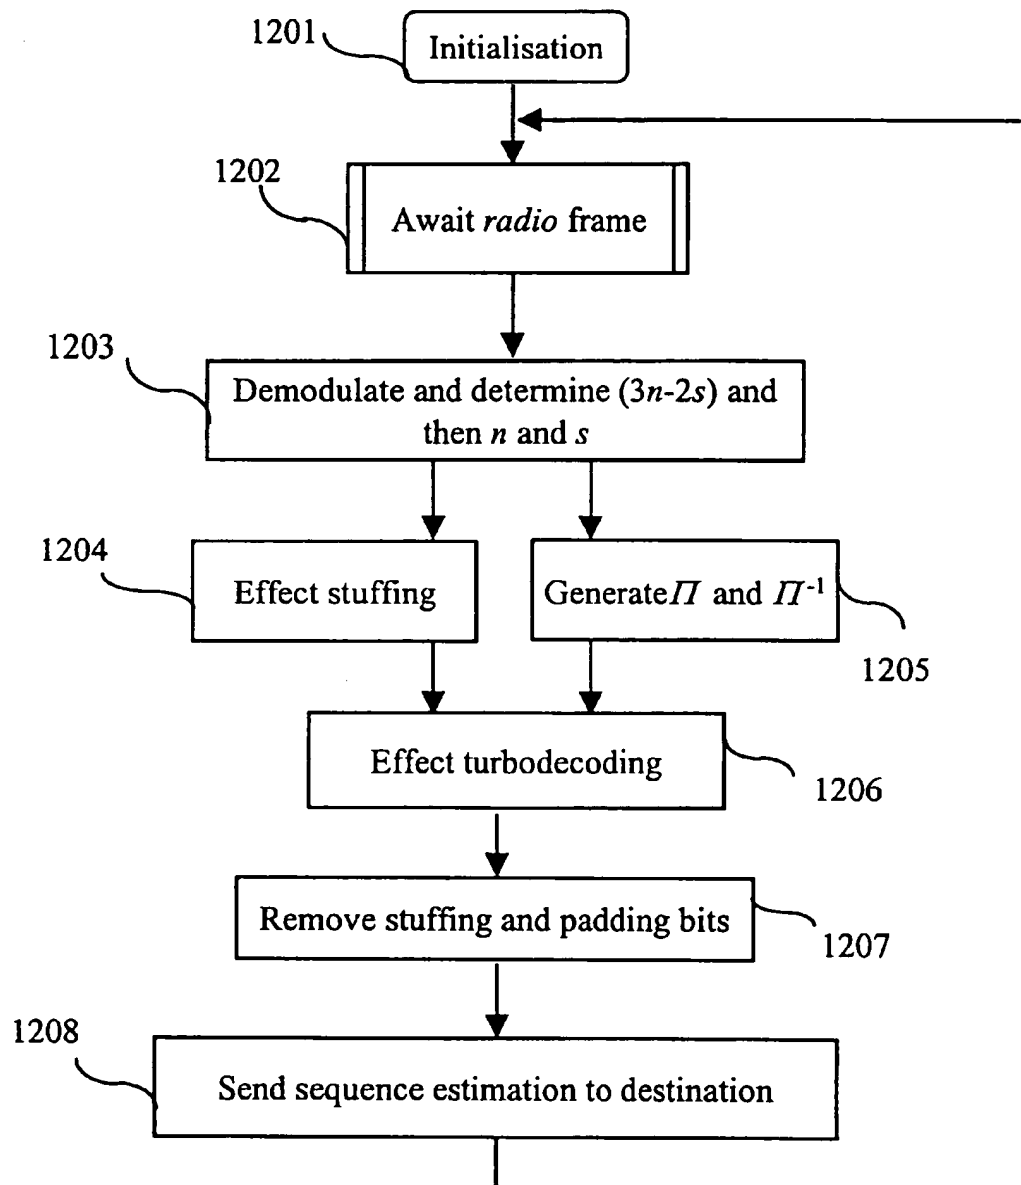 1201
Initialisation
1202
Await radio frame
1203
Demodulate and determine (3n-2s) and
then n and s
1204
Effect stuffing
Generate Π and Π⁻¹
1205
Effect turbodecoding
1206
Remove stuffing and padding bits
1207
1208
Send sequence estimation to destination